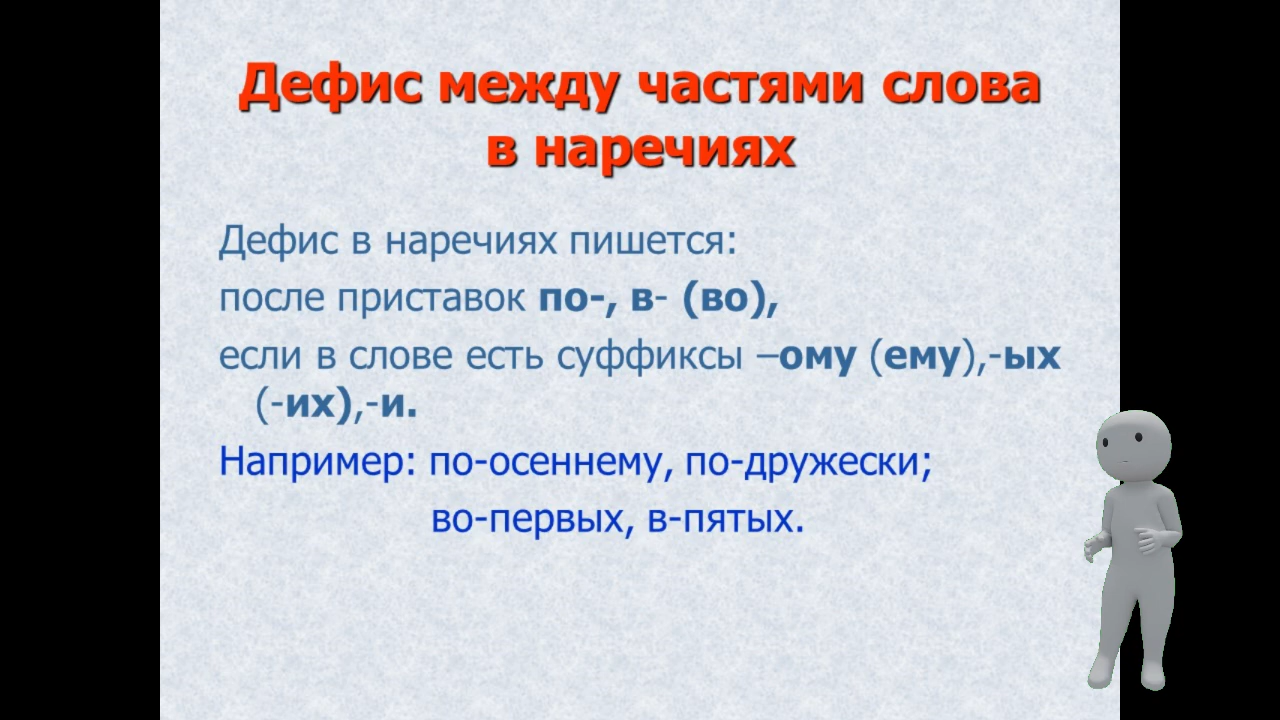 Дефис между частями слова
в наречиях
Дефис в наречиях пишется:
после приставок по-, в- (во),
если в слове есть суффиксы –ому (ему),-ых
(-их),-и.
Например: по-осеннему, по-дружески;
во-первых, в-пятых.